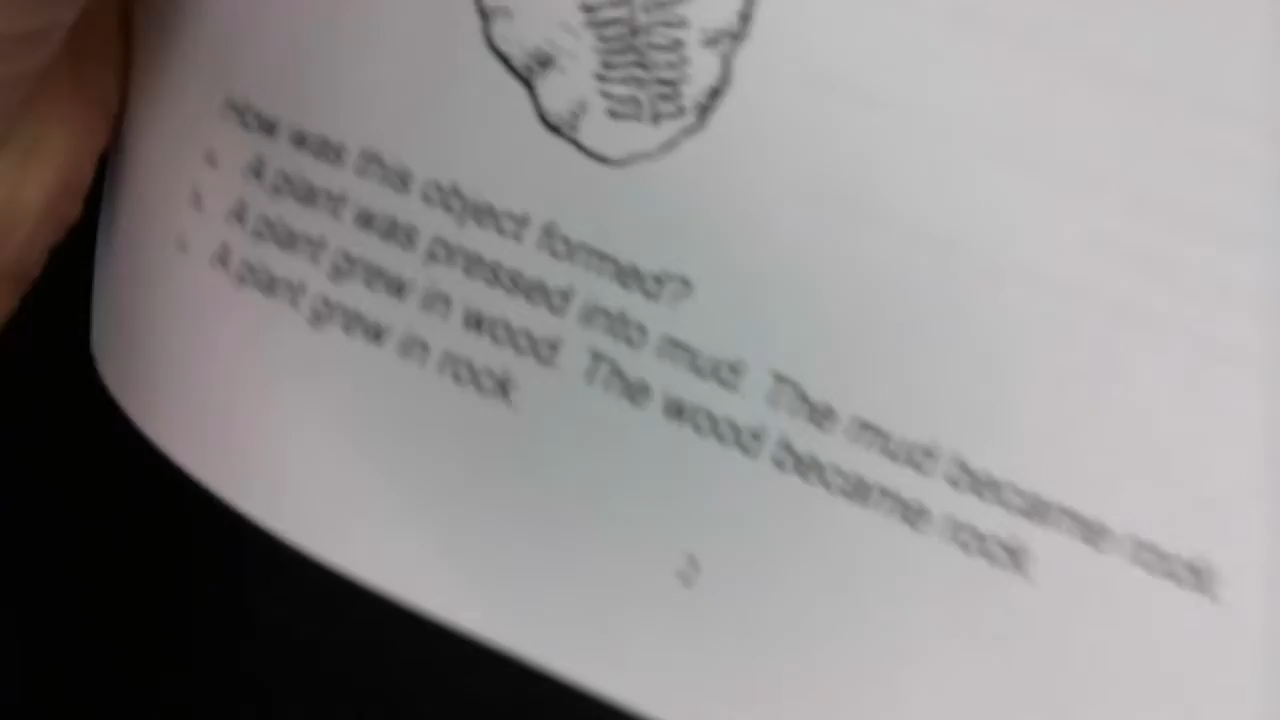 How was this object formed?
A plant was pressed into mud. The mud became rock.
A plant grew in wood. The wood became rock.
A plant grew in rock.
2